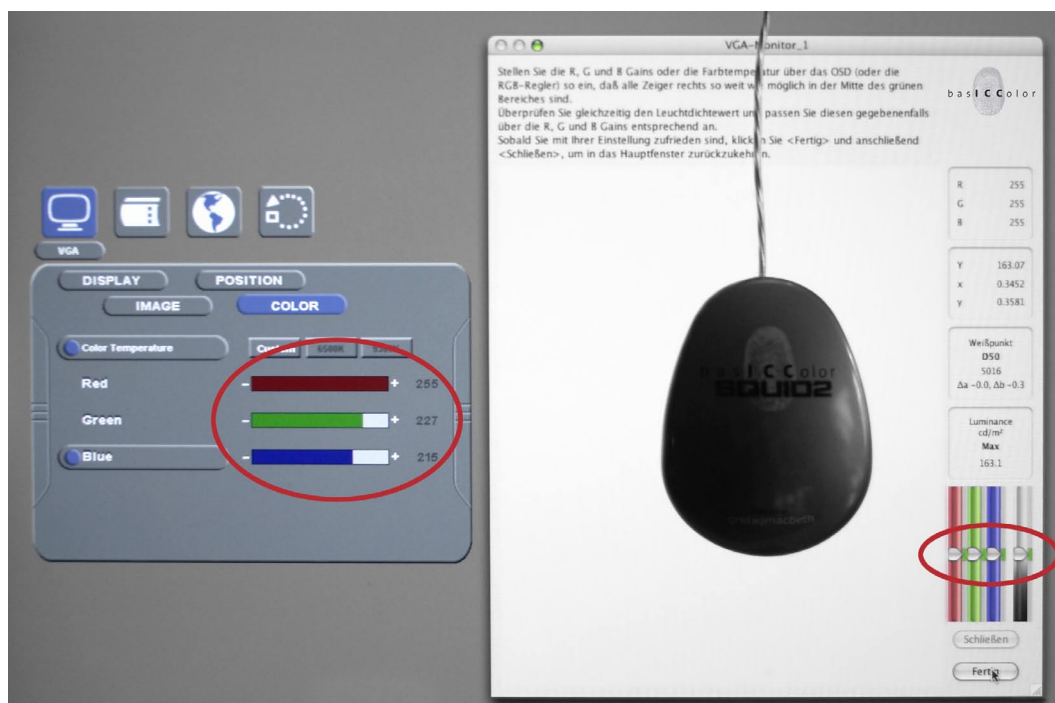 VGA
DISPLAY
POSITION
IMAGE
COLOR
Color Temperature
Custom
6500K
9300K
Red
- + 255
Green
- + 227
Blue
- + 215
VGA-Monitor_1
Stellen Sie die R, G und B Gains oder die Farbtemperatur über das OSD (oder die
RGB-Regler) so ein, daß alle Zeiger rechts so weit wie möglich in der Mitte des grünen
Bereiches sind.
Überprüfen Sie gleichzeitig den Leuchtdichtewert und passen Sie diesen gegebenenfalls
über die R, G und B Gains entsprechend an.
Sobald Sie mit Ihrer Einstellung zufrieden sind, klicken Sie <Fertig> und anschließend
<Schließen>, um in das Hauptfenster zurückzukehren.
basICColor
R 255
G 255
B 255
Y 163.07
x 0.3452
y 0.3581
Weißpunkt
D50
5016
Δa -0.0, Δb -0.3
Luminance
cd/m²
Max
163.1
Schließen
Fertig
basICColor
SQUID2
gretagmacbeth